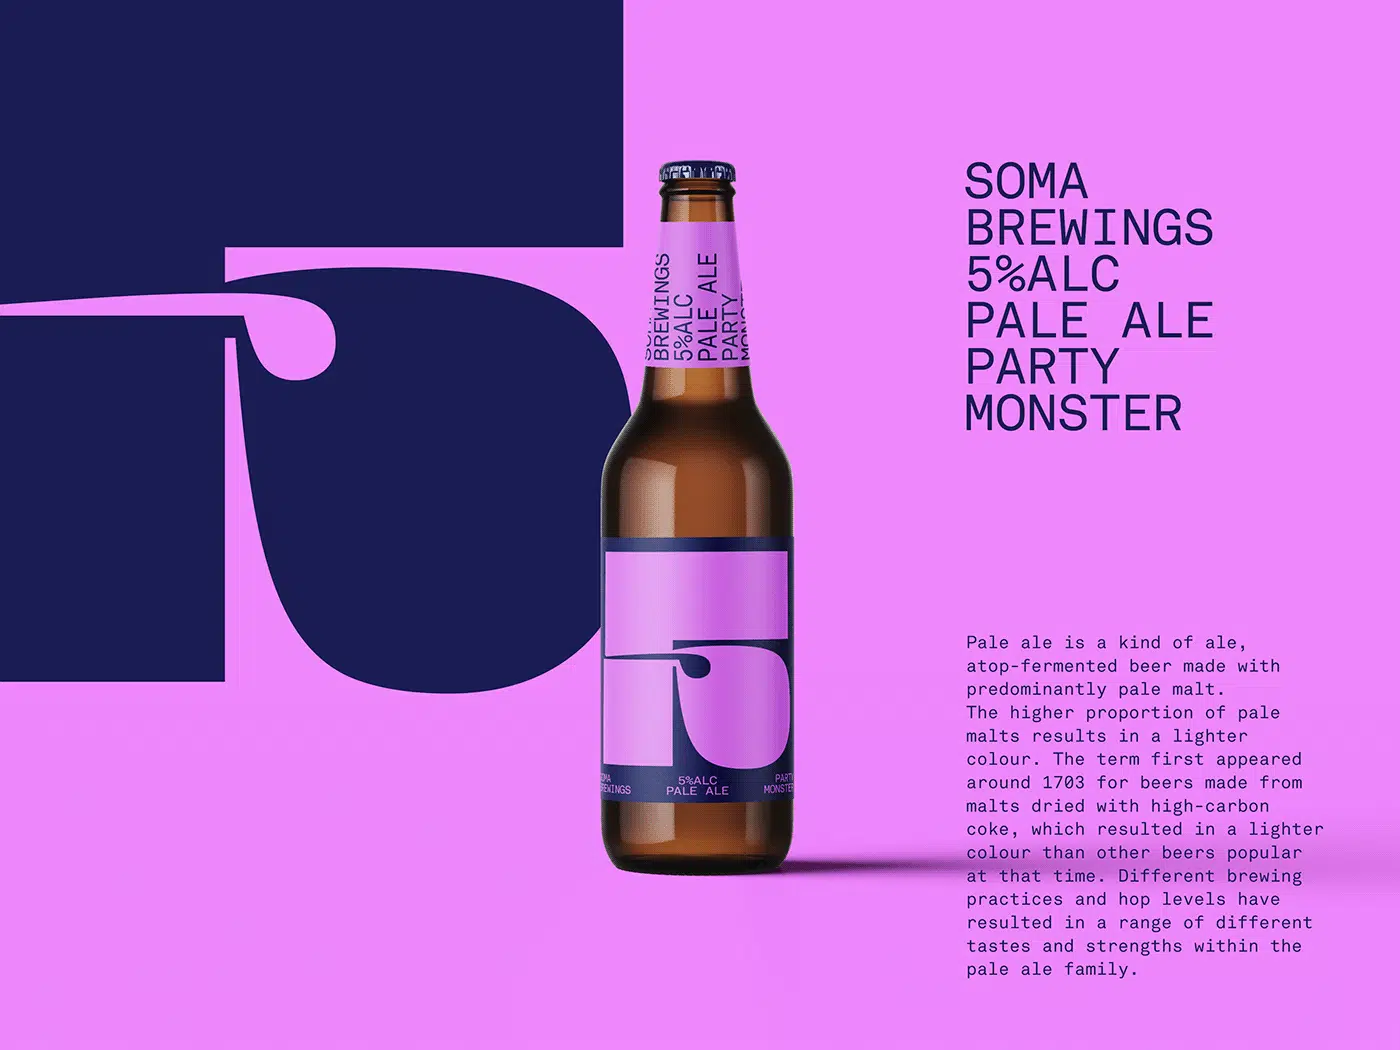 SOMA
BREWINGS
5%ALC
PALE ALE
PARTY
MONSTER
BREWINGS
5%ALC
PALE ALE
PARTY
5
5
5%ALC
PALE ALE
PARTY
MONSTER
Pale ale is a kind of ale,
atop-fermented beer made with
predominantly pale malt.
The higher proportion of pale
malts results in a lighter
colour. The term first appeared
around 1703 for beers made from
malts dried with high-carbon
coke, which resulted in a lighter
colour than other beers popular
at that time. Different brewing
practices and hop levels have
resulted in a range of different
tastes and strengths within the
pale ale family.